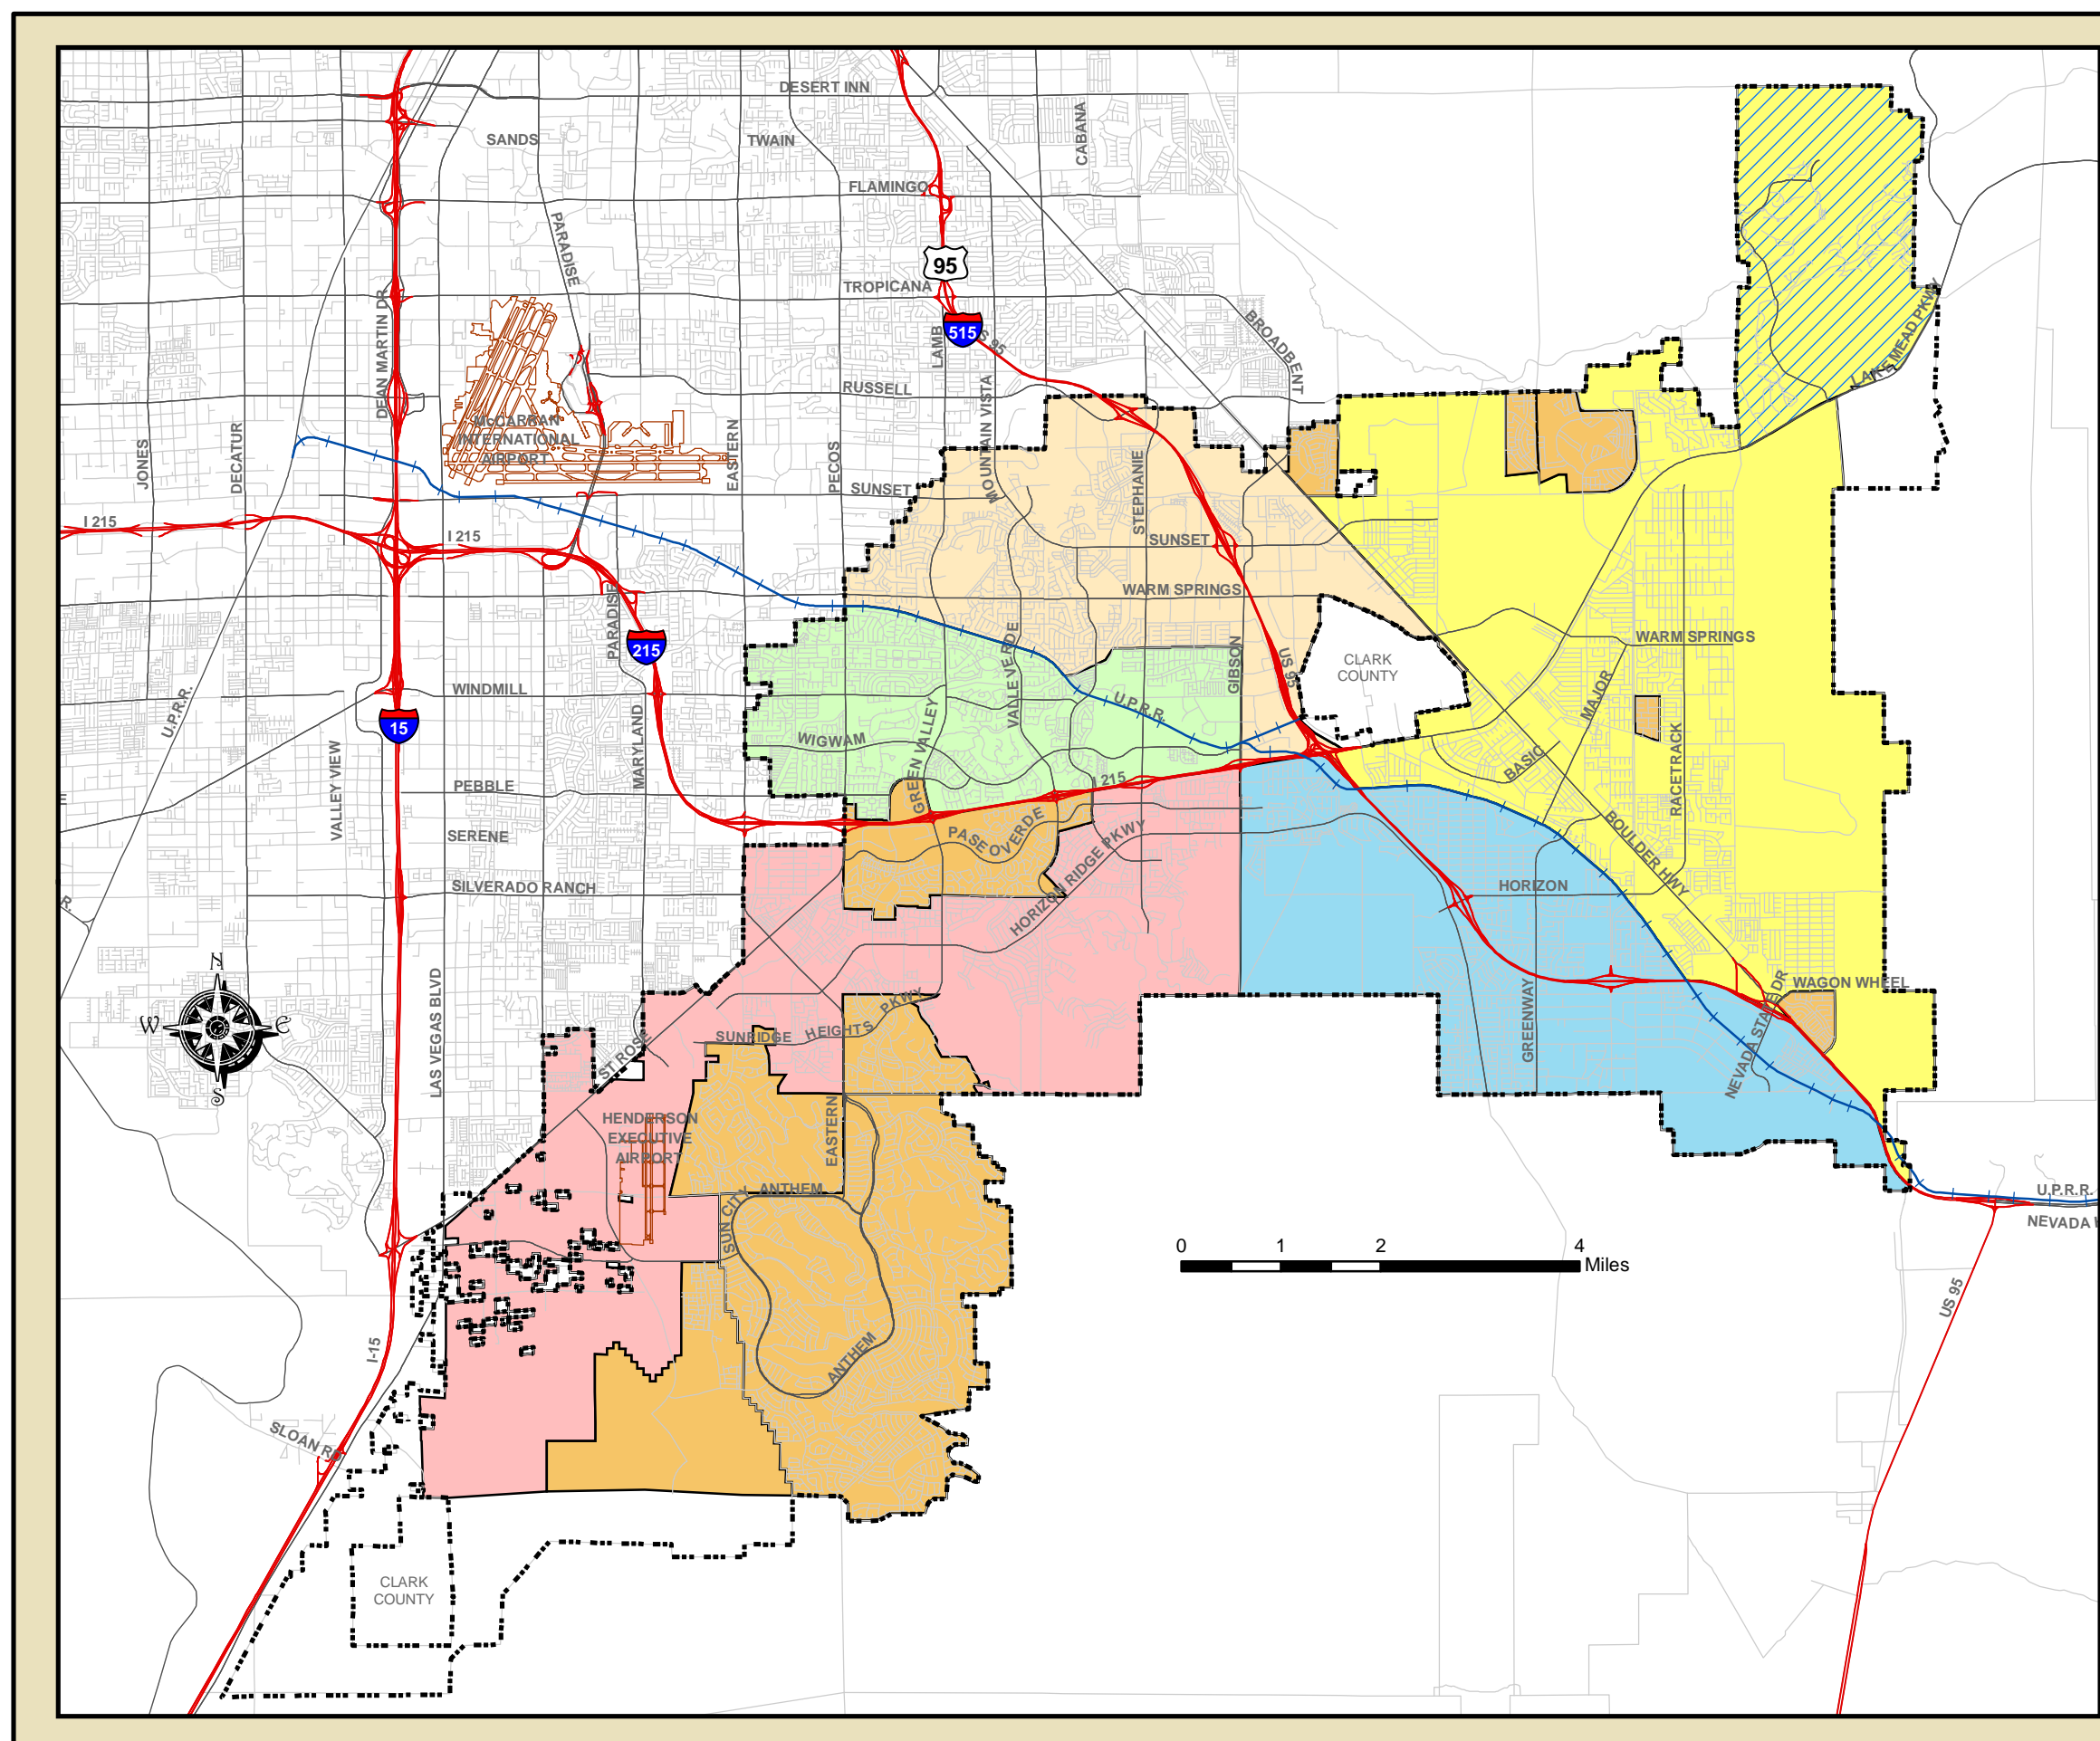 DESERT INN
SANDS
TWAIN
CABANA
FLAMINGO
PARADISE
95
TROPICANA
DEAN MARTIN DR
BROADBENT
LAKE MEAD PKWY
515
S 95
LAMB
RUSSELL
MOUNTAIN VISTA
McCARRAN
INTERNATIONAL
AIRPORT
JONES
DECATUR
EASTERN
PECOS
SUNSET
STEPHANIE
I 215
I 215
SUNSET
WARM SPRINGS
PARADISE
215
WARM SPRINGS
VALLE VERDE
GIBSON
US 95
CLARK
COUNTY
WINDMILL
U.P.R.R.
U.P.R.R.
MAJOR
15
WIGWAM
GREEN VALLEY
MARYLAND
VALLEY VIEW
BASIC
RACETRACK
I 215
PEBBLE
E
SERENE
PASEO VERDE
BOULDER HWY
SILVERADO RANCH
HORIZON RIDGE PKWY
HORIZON
R.
N
W
E
S
LAS VEGAS BLVD
WAGON WHEEL
NEVADA STATE DR
GREENWAY
SUNRIDGE HEIGHTS PKWY
ST ROSE
HENDERSON
EXECUTIVE
AIRPORT
EASTERN
ANTHEM
SUN CITY
U.P.R.R.
NEVADA
0 1 2 4
Miles
US 95
I-15
ANTHEM
SLOAN RD
CLARK
COUNTY